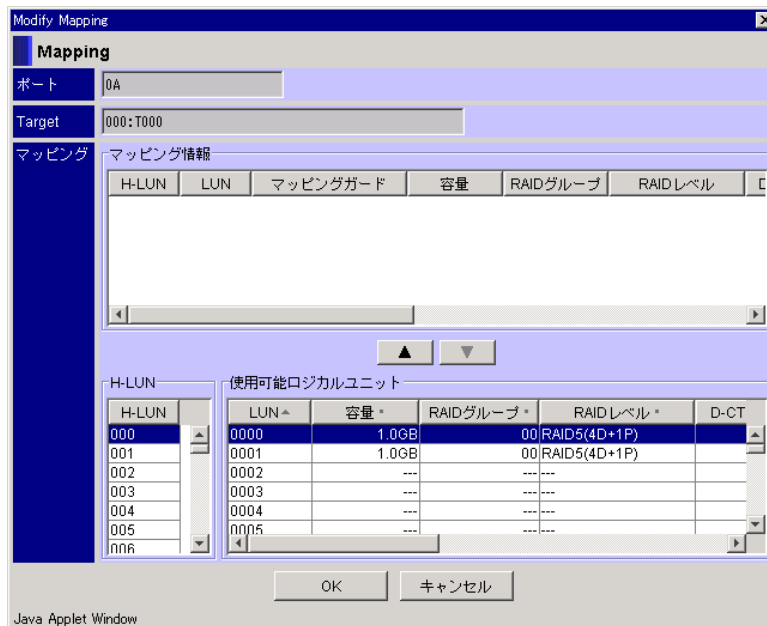 Modify Mapping
Mapping
ポート 0A
Target 000:T000
マッピング
マッピング情報
H-LUN LUN マッピングガード 容量 RAIDグループ RAIDレベル
▲ ▼
H-LUN
使用可能ロジカルユニット
H-LUN LUN 容量 RAIDグループ RAIDレベル D-CT
000 0000 1.0GB 00 RAID5(4D+1P)
001 0001 1.0GB 00 RAID5(4D+1P)
002 0002 --- --- ---
003 0003 --- --- ---
004 0004 --- --- ---
005 0005 --- --- ---
006
OK キャンセル
Java Applet Window